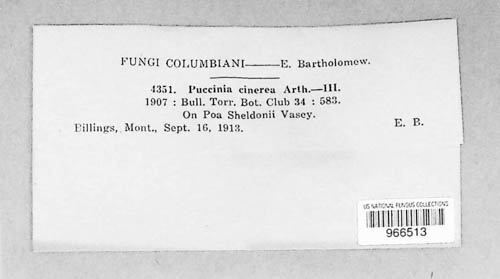 FUNGI COLUMBIANI——E. Bartholomew.
4351. Puccinia cinerea Arth.—III.
1907 : Bull. Torr. Bot. Club 34 : 583.
On Poa Sheldonii Vasey.
Billings, Mont., Sept. 16, 1913. E. B.
US NATIONAL FUNGUS COLLECTIONS
966513